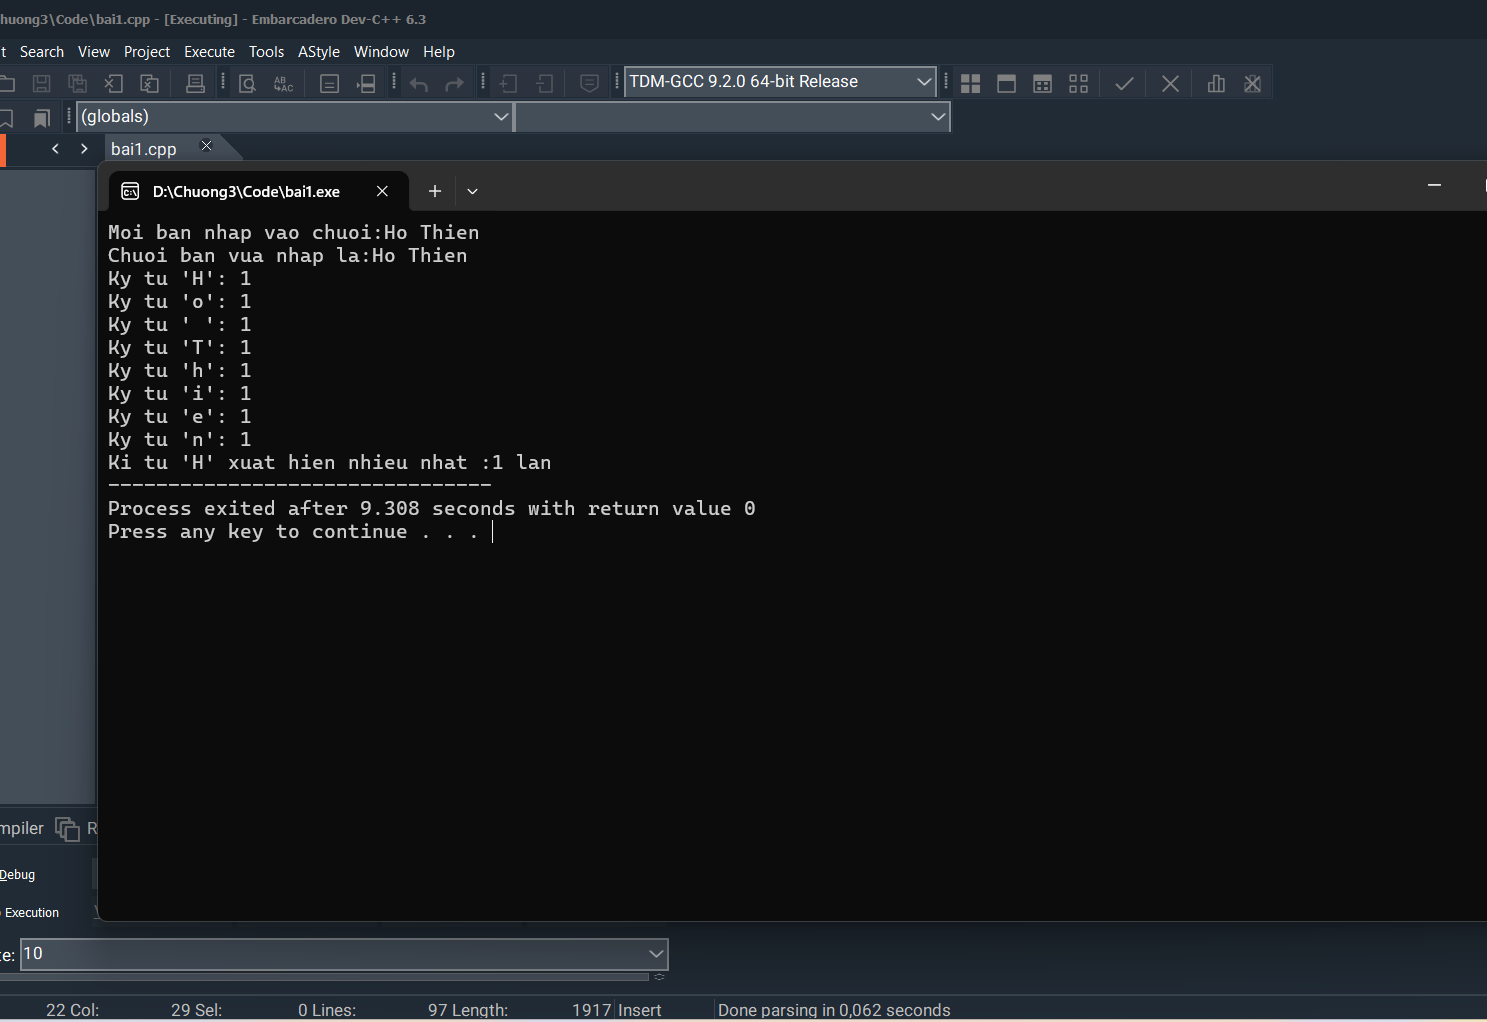 huong3\Code\bai1.cpp - [Executing] - Embarcadero Dev-C++ 6.3
t Search View Project Execute Tools AStyle Window Help
TDM-GCC 9.2.0 64-bit Release
(globals)
bai1.cpp
D:\Chuong3\Code\bai1.exe
Moi ban nhap vao chuoi:Ho Thien
Chuoi ban vua nhap la:Ho Thien
Ky tu 'H': 1
Ky tu 'o': 1
Ky tu ' ': 1
Ky tu 'T': 1
Ky tu 'h': 1
Ky tu 'i': 1
Ky tu 'e': 1
Ky tu 'n': 1
Ki tu 'H' xuat hien nhieu nhat :1 lan
--------------------------------
Process exited after 9.308 seconds with return value 0
Press any key to continue . . .
mpiler R
Debug
Execution
te: 10
22 Col: 29 Sel: 0 Lines: 97 Length: 1917 Insert Done parsing in 0,062 seconds